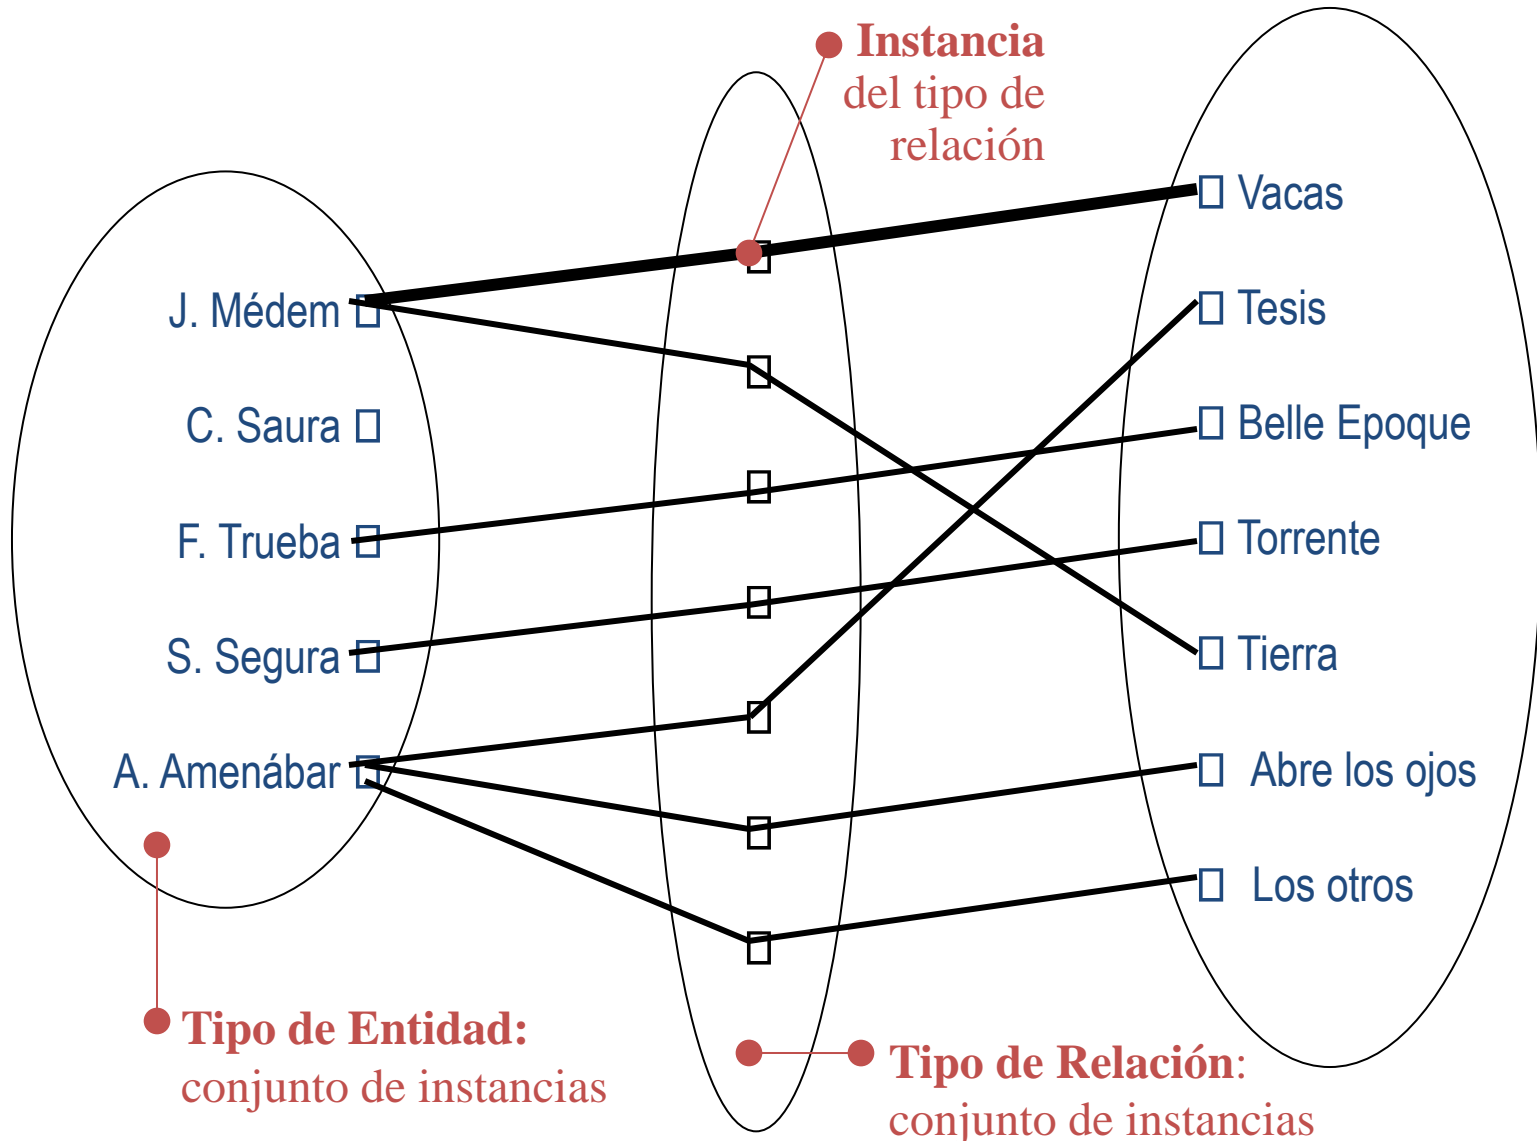 Instancia
del tipo de
relación
J. Médem
C. Saura
F. Trueba
S. Segura
A. Amenábar
Vacas
Tesis
Belle Epoque
Torrente
Tierra
Abre los ojos
Los otros
Tipo de Entidad:
conjunto de instancias
Tipo de Relación:
conjunto de instancias